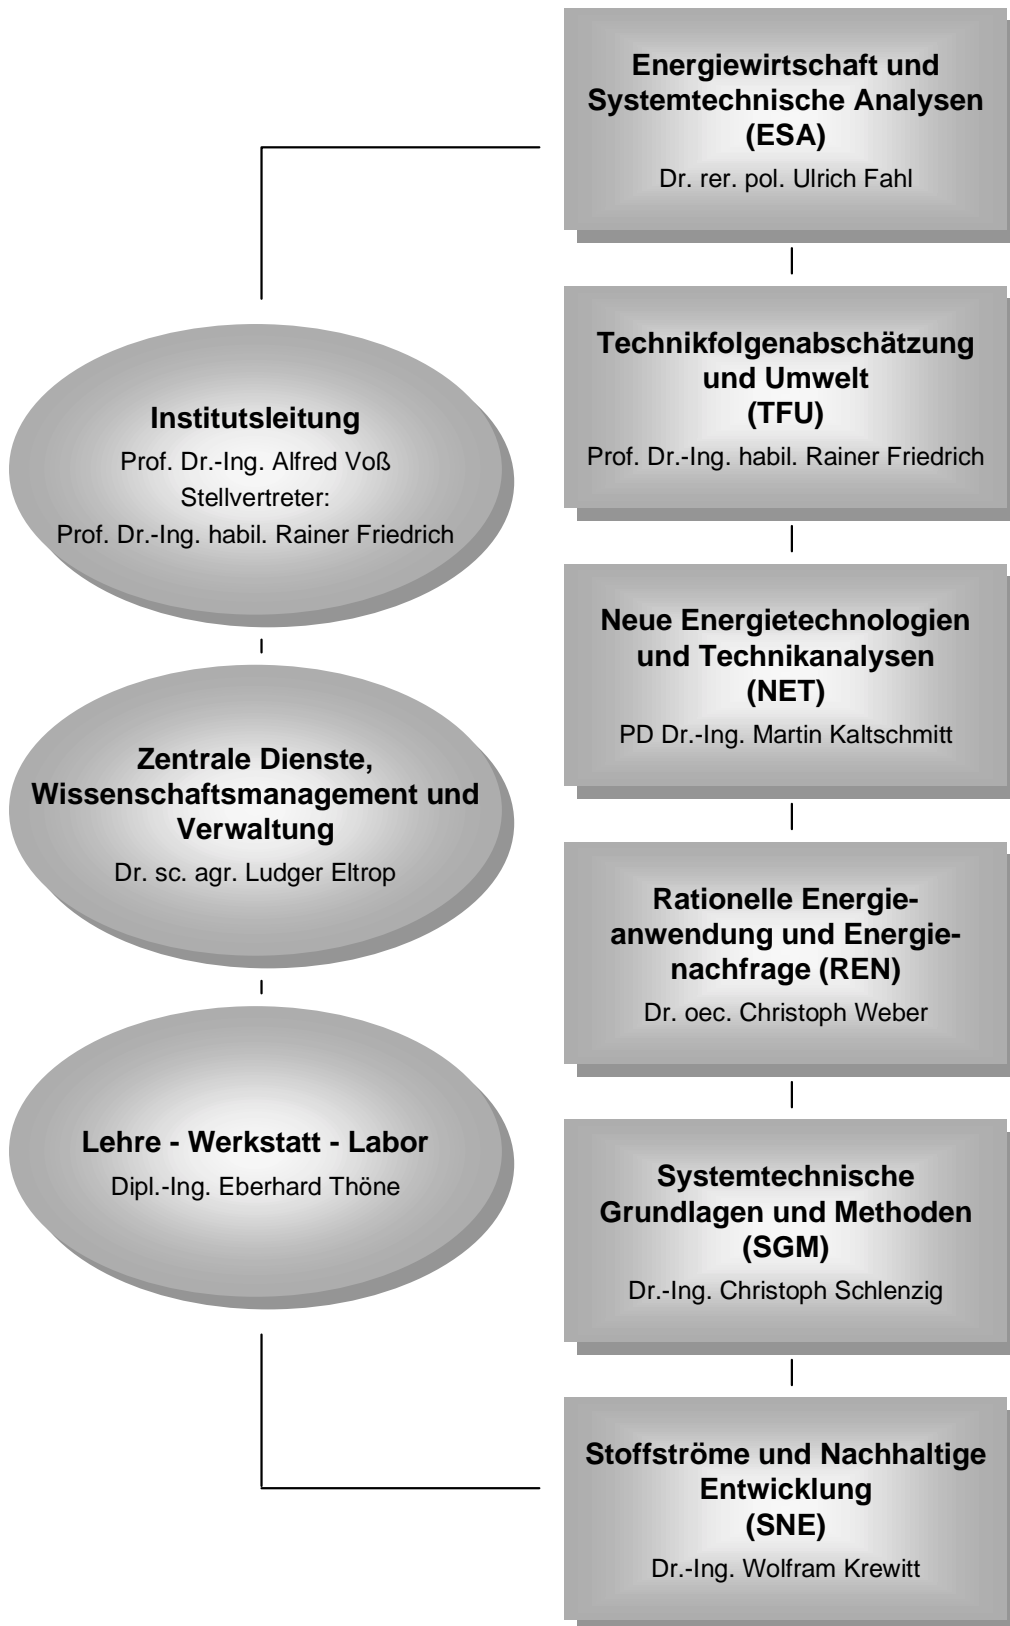 Energiewirtschaft und
Systemtechnische Analysen
(ESA)
Dr. rer. pol. Ulrich Fahl
Technikfolgenabschätzung
und Umwelt
(TFU)
Prof. Dr.-Ing. habil. Rainer Friedrich
Institutsleitung
Prof. Dr.-Ing. Alfred Voß
Stellvertreter:
Prof. Dr.-Ing. habil. Rainer Friedrich
Neue Energietechnologien
und Technikanalysen
(NET)
PD Dr.-Ing. Martin Kaltschmitt
Zentrale Dienste,
Wissenschaftsmanagement und
Verwaltung
Dr. sc. agr. Ludger Eltrop
Rationelle Energie-
anwendung und Energie-
nachfrage (REN)
Dr. oec. Christoph Weber
Lehre - Werkstatt - Labor
Dipl.-Ing. Eberhard Thöne
Systemtechnische
Grundlagen und Methoden
(SGM)
Dr.-Ing. Christoph Schlenzig
Stoffströme und Nachhaltige
Entwicklung
(SNE)
Dr.-Ing. Wolfram Krewitt